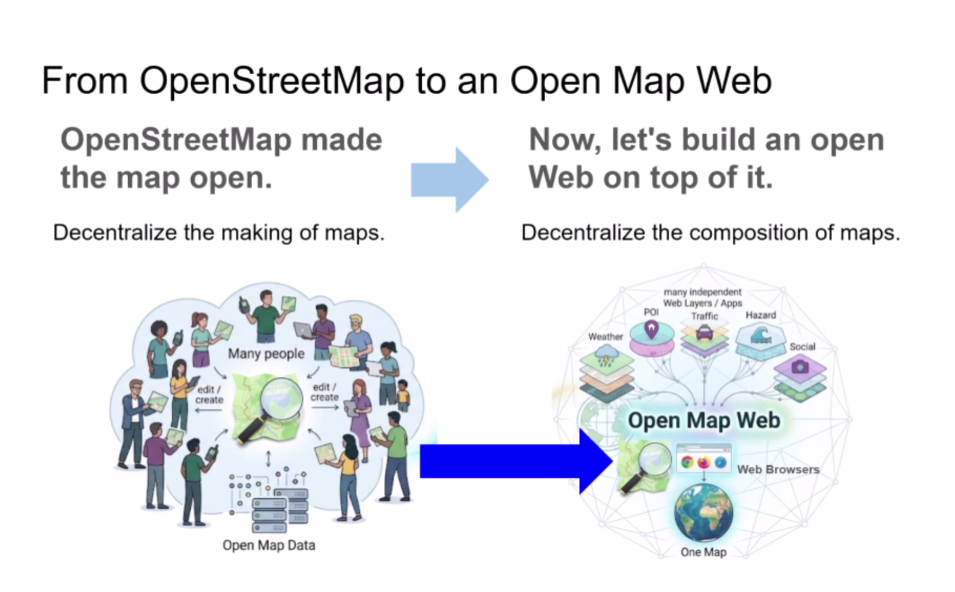 From OpenStreetMap to an Open Map Web
OpenStreetMap made
the map open.
Now, let's build an open
Web on top of it.
Decentralize the making of maps.
Decentralize the composition of maps.
Many people
edit /
create
edit /
create
Open Map Data
many independent
Web Layers / Apps
POI
Traffic
Hazard
Weather
Social
Open Map Web
Web Browsers
One Map